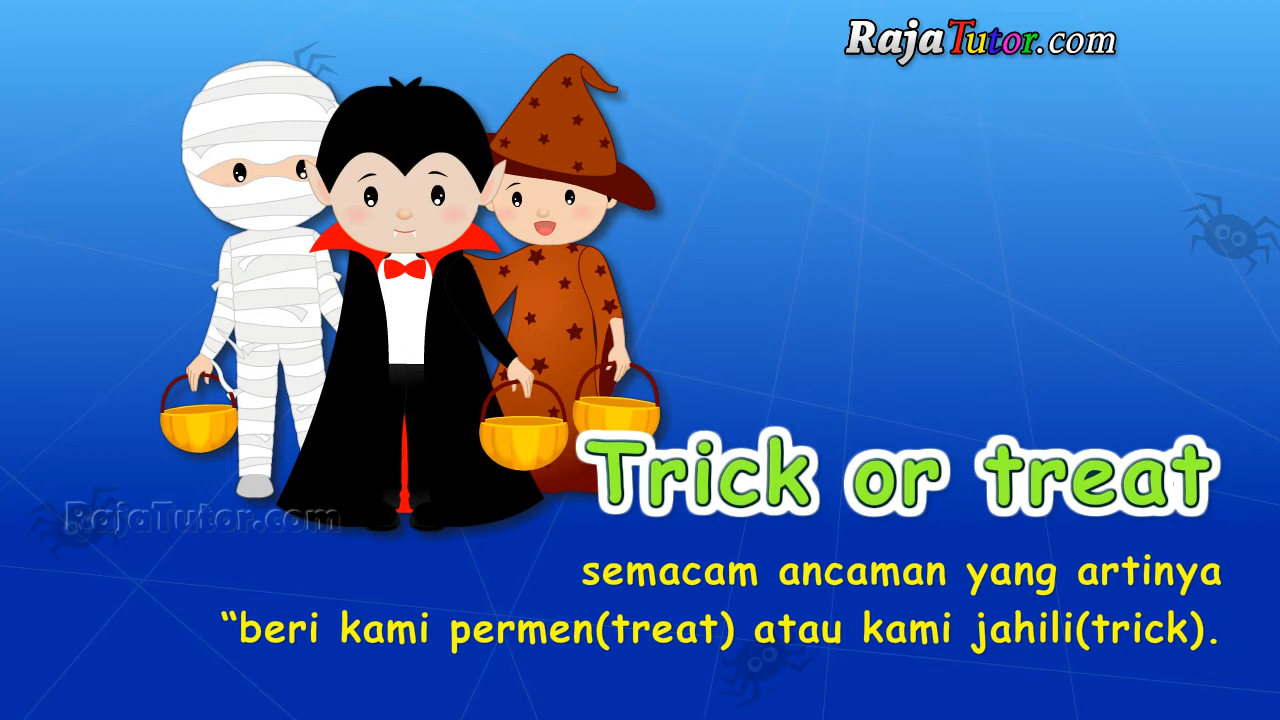 RajaTutor.com
Trick or treat
RajaTutor.com
semacam ancaman yang artinya
“beri kami permen(treat) atau kami jahili(trick).